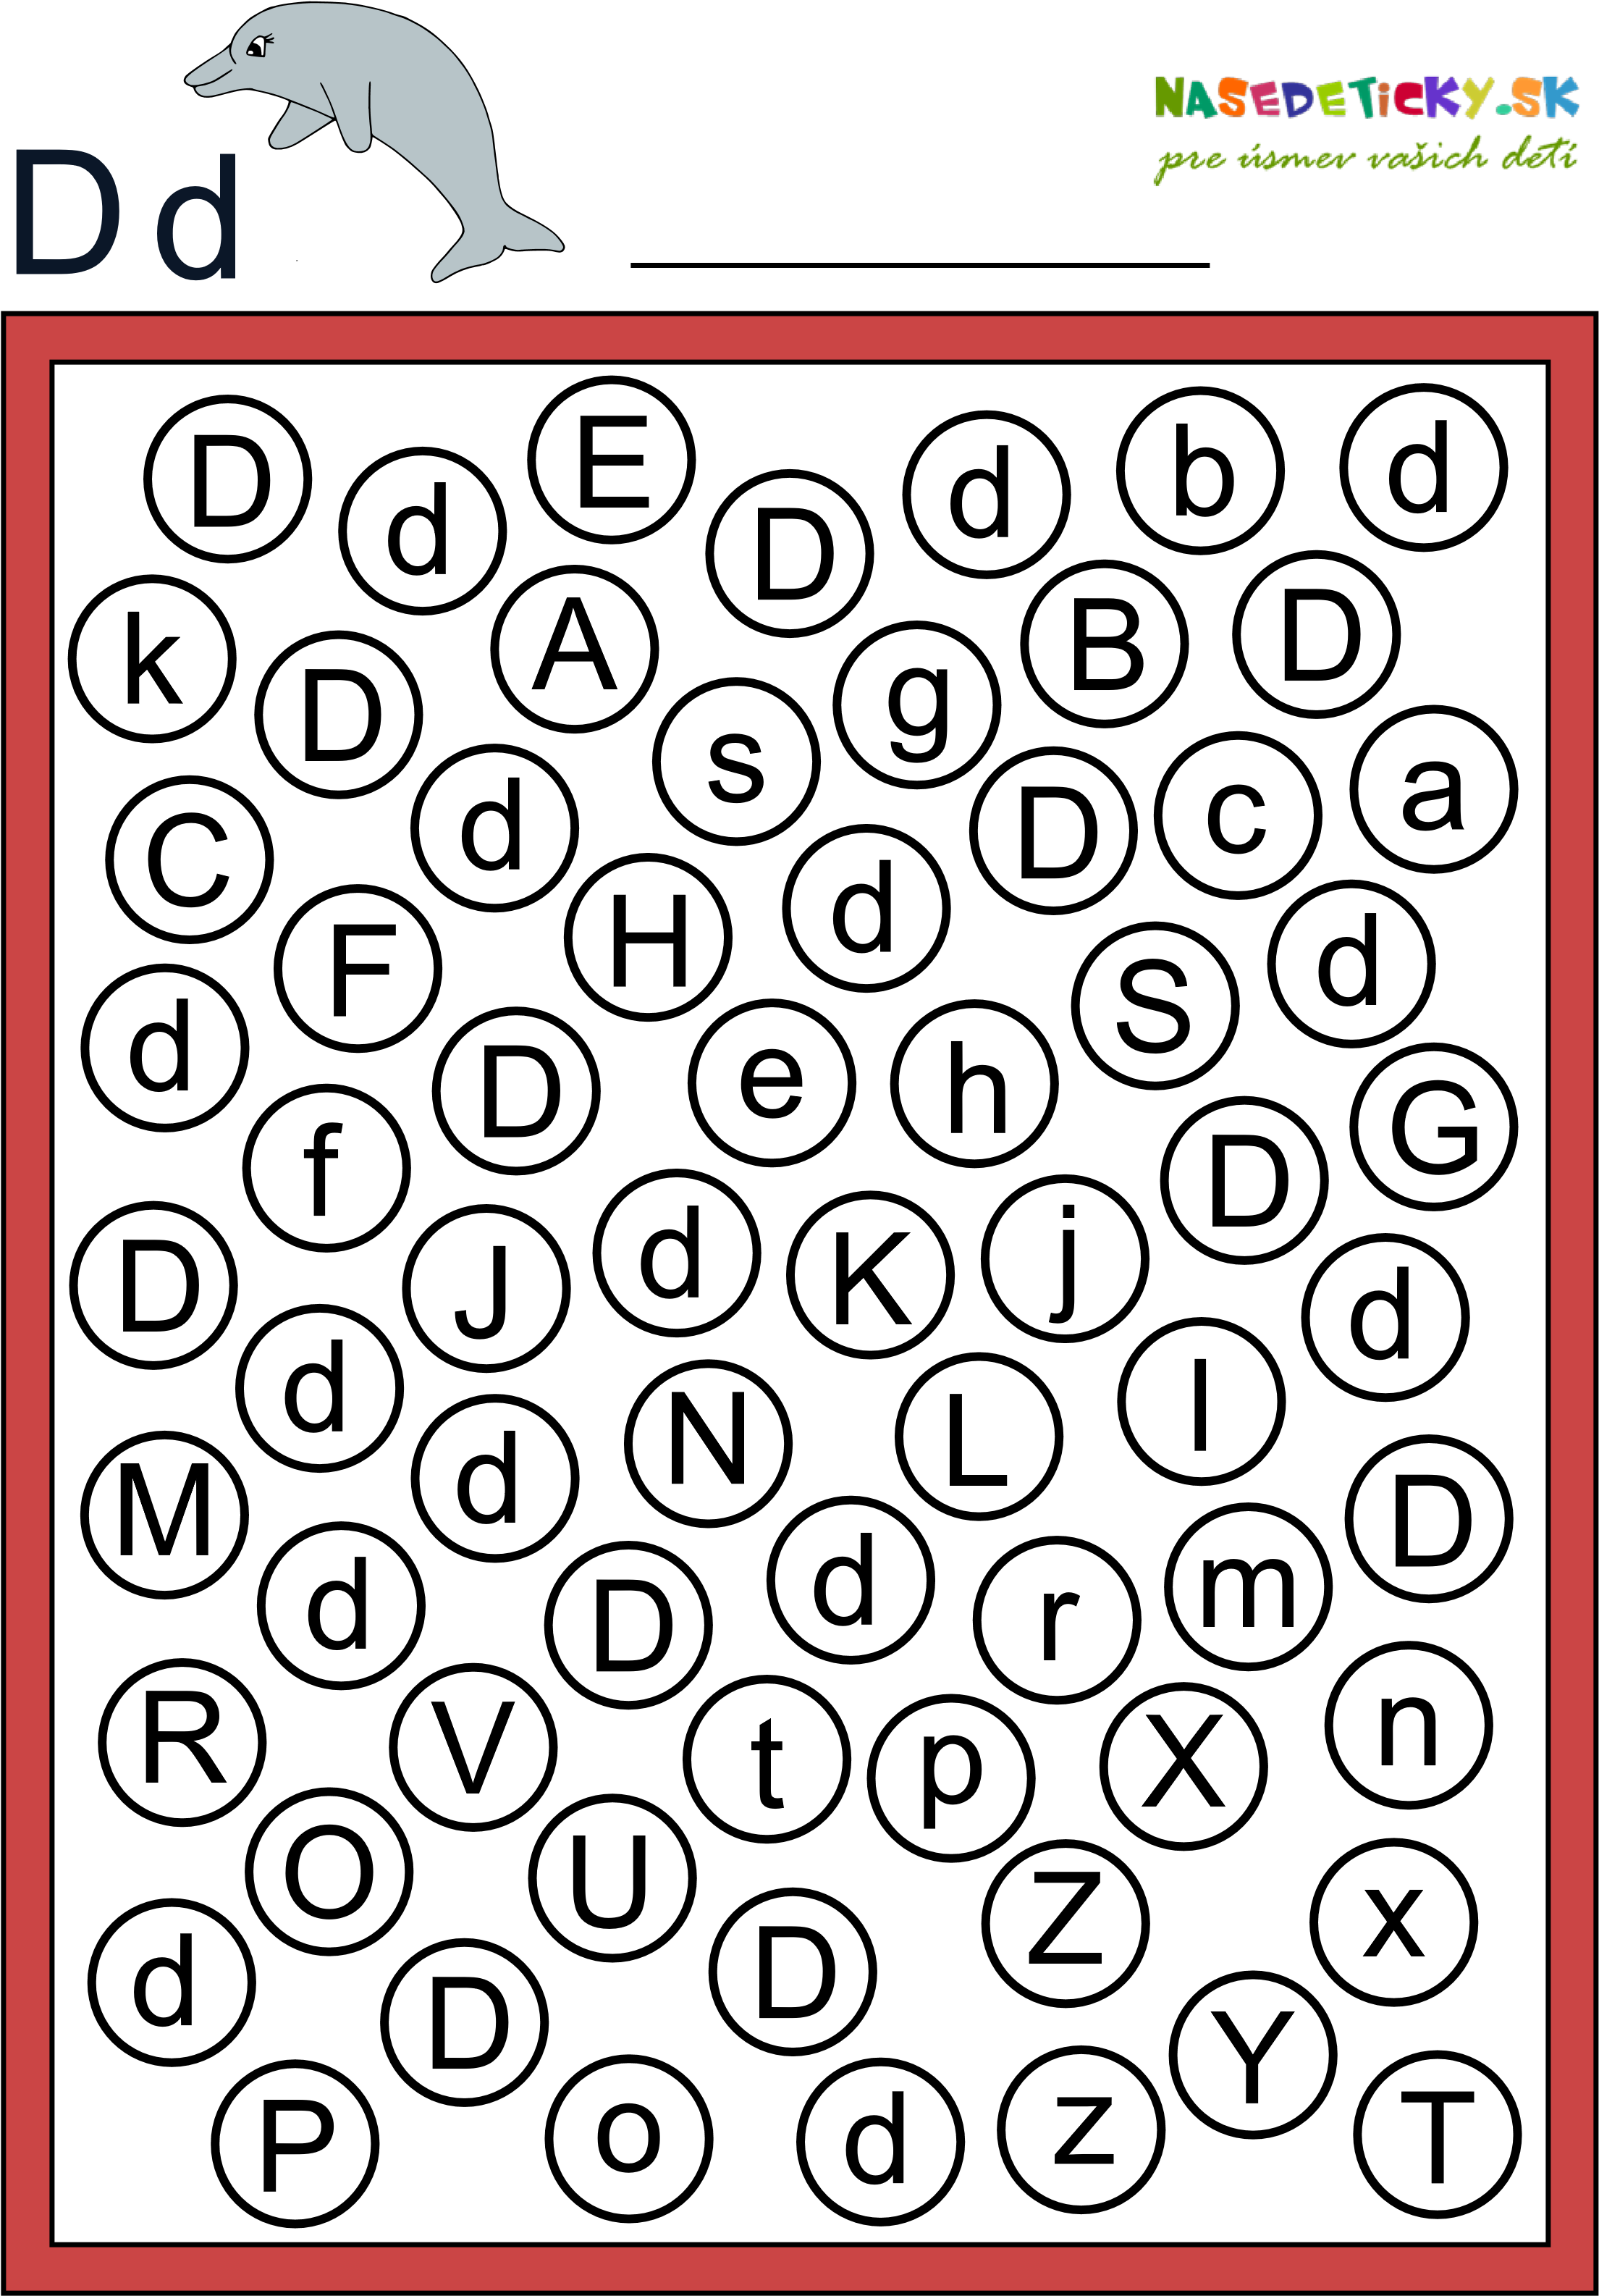 NASEDETiCKY.SK
pre úsmev vašich detí
D d
D d E D d b d
k D A s g B D
C d H d D c a
d F D e h S d
f d K j D G
D d J N L l d
M d d D d r m D
R V t p X n
O U D Z x
d D Y
P o d z T